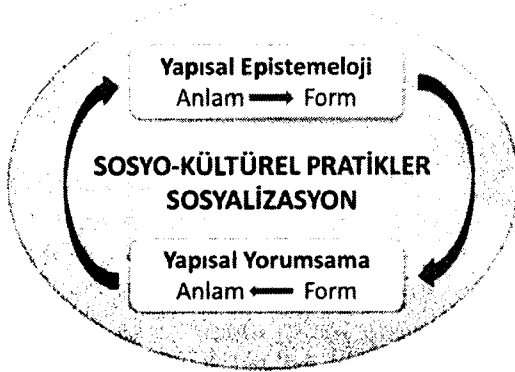 Yapısal Epistemeloji
Anlam → Form
SOSYO-KÜLTÜREL PRATİKLER
SOSYALİZASYON
Yapısal Yorumsama
Anlam ← Form